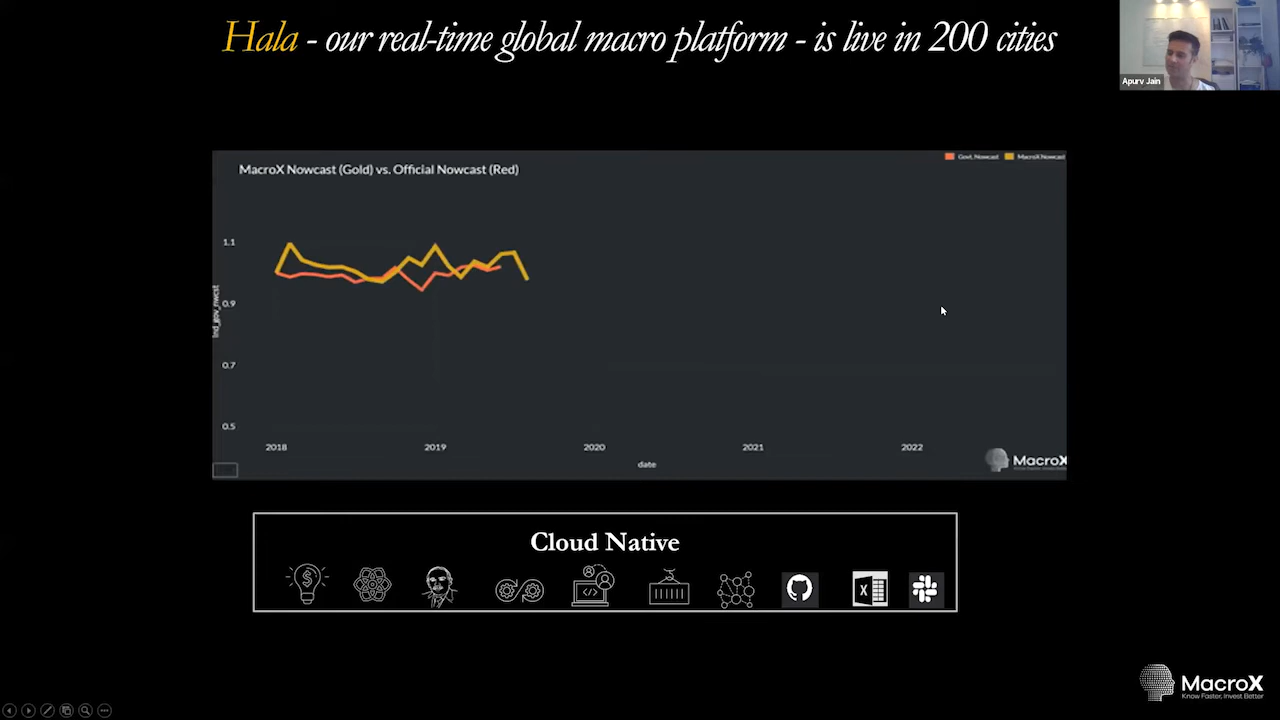 Hala - our real-time global macro platform - is live in 200 cities
Apurv Jain
MacroX Nowcast (Gold) vs. Official Nowcast (Red)
Govt. Nowcast
MacroX Nowcast
1.1
0.9
0.7
0.5
ind_gov_nwcst
2018
2019
2020
2021
2022
date
MacroX
Cloud Native
MacroX
Know Faster, Invest Better